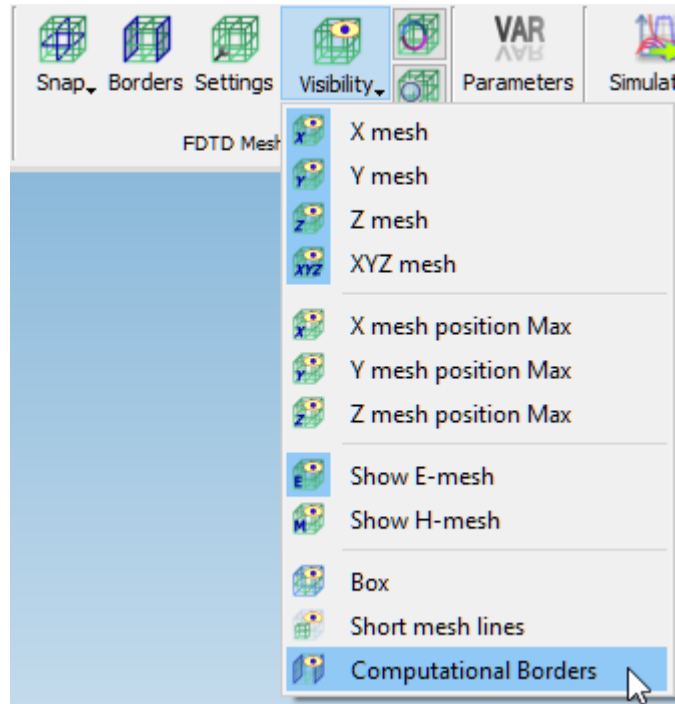 VAR
Snap Borders Settings Visibility Parameters Simulat
FDTD Mesh
X mesh
Y mesh
Z mesh
XYZ mesh
X mesh position Max
Y mesh position Max
Z mesh position Max
Show E-mesh
Show H-mesh
Box
Short mesh lines
Computational Borders